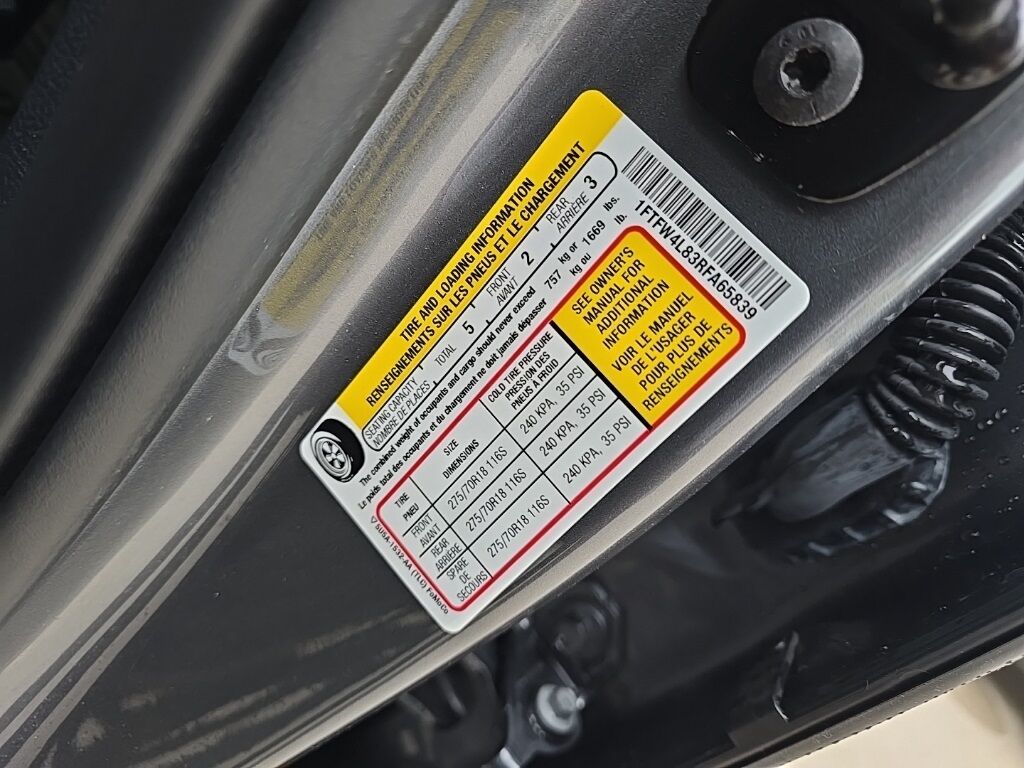 TIRE AND LOADING INFORMATION
RENSEIGNEMENTS SUR LES PNEUS ET LE CHARGEMENT
SEATING CAPACITY TOTAL 5 FRONT 2 REAR 3
NOMBRE DE PLACES AVANT ARRIÈRE
The combined weight of occupants and cargo should never exceed 757 kg or 1669 lbs.
Le poids total des occupants et du chargement ne doit jamais dépasser kg ou lb.
TIRE SIZE COLD TIRE PRESSURE
PNEU DIMENSIONS PRESSION DES
PNEUS A FROID
FRONT 275/70R18 116S 240 KPA, 35 PSI
AVANT
REAR 275/70R18 116S 240 KPA, 35 PSI
ARRIÈRE
SPARE 275/70R18 116S 240 KPA, 35 PSI
DE
SECOURS
SEE OWNER'S
MANUAL FOR
ADDITIONAL
INFORMATION
VOIR LE MANUEL
DE L'USAGER
POUR PLUS DE
RENSEIGNEMENTS
1FTFW4L83RFA65839
(TLC) FoMoCo